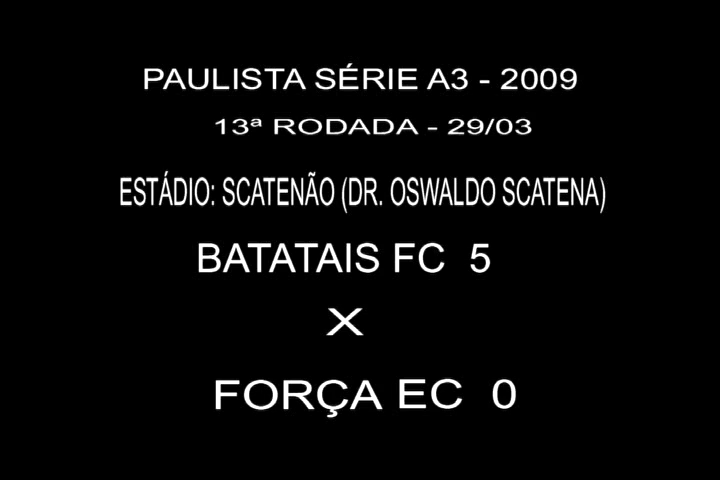 PAULISTA SÉRIE A3 - 2009
13ª RODADA - 29/03
ESTÁDIO: SCATENÃO (DR. OSWALDO SCATENA)
BATATAIS FC 5
X
FORÇA EC 0